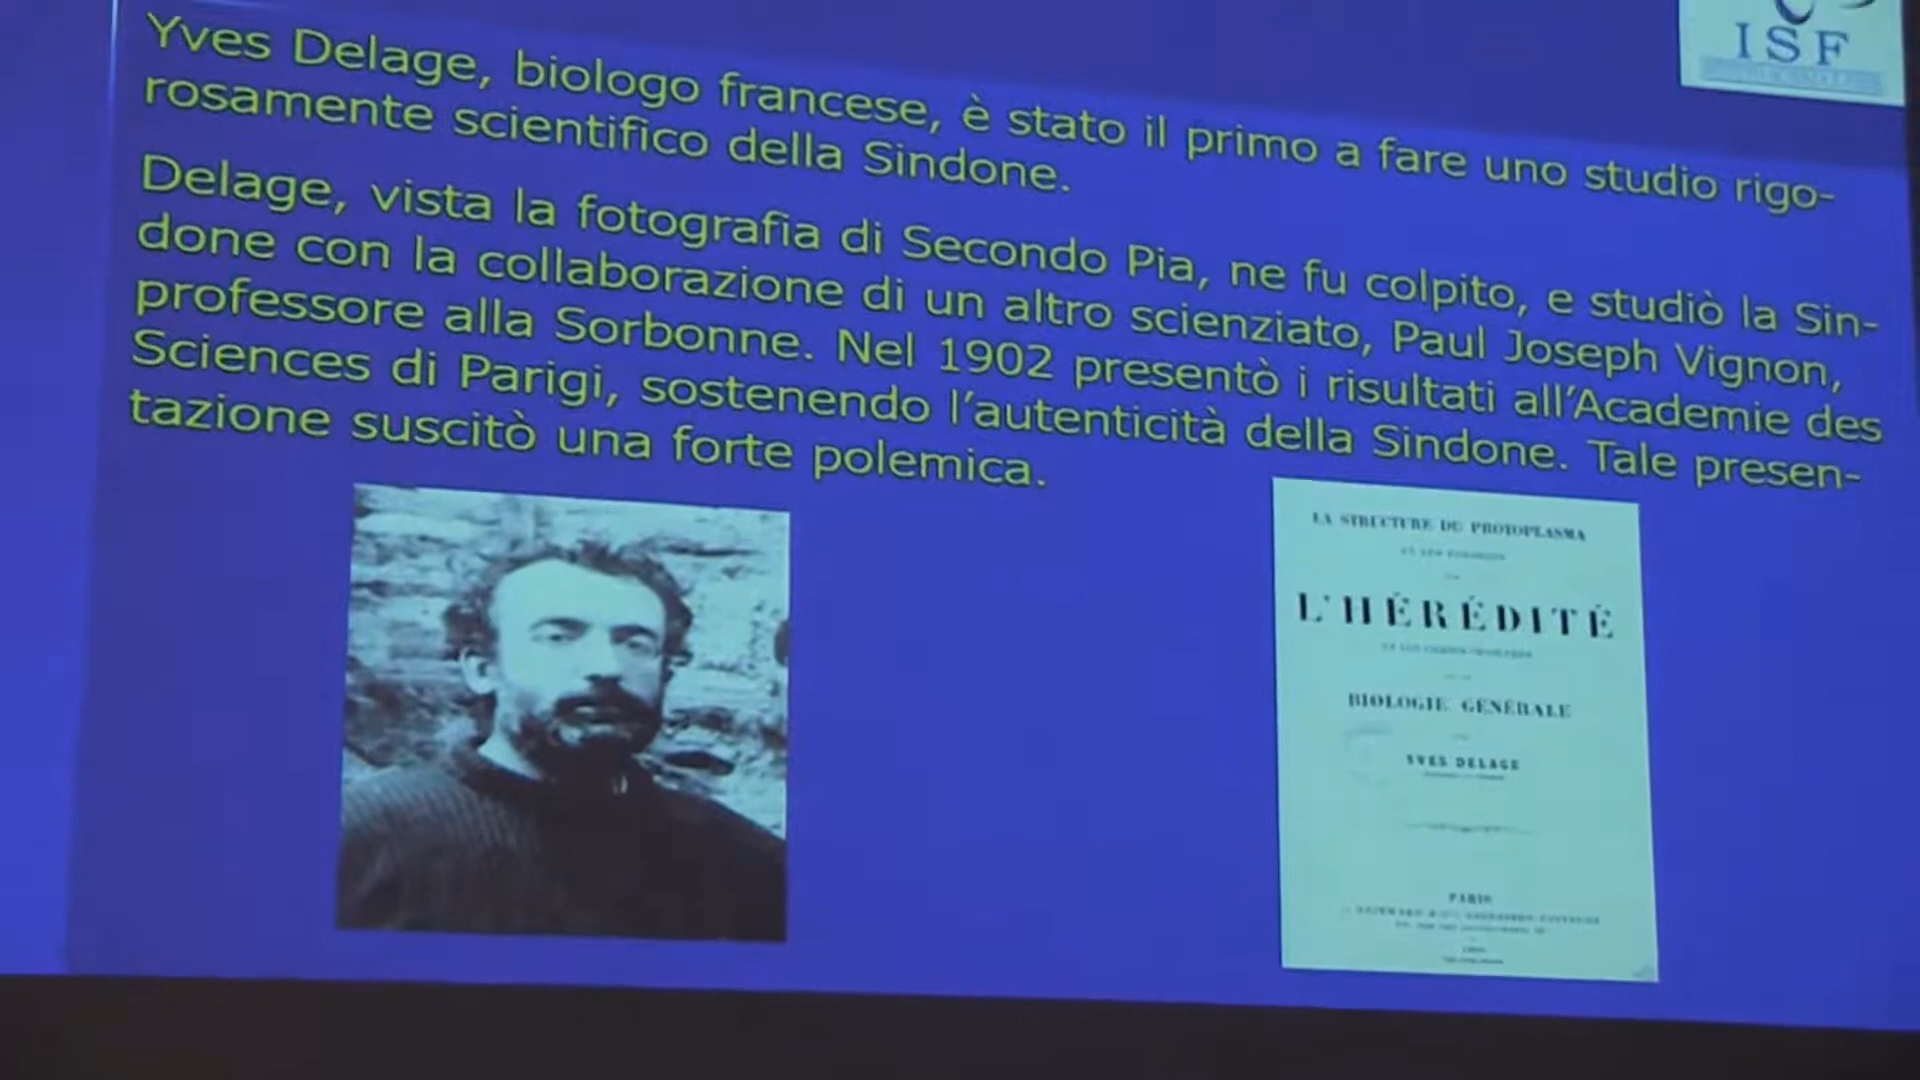 ISF
Yves Delage, biologo francese, è stato il primo a fare uno studio rigo-
rosamente scientifico della Sindone.
Delage, vista la fotografia di Secondo Pia, ne fu colpito, e studiò la Sin-
done con la collaborazione di un altro scienziato, Paul Joseph Vignon,
professore alla Sorbonne. Nel 1902 presentò i risultati all'Academie des
Sciences di Parigi, sostenendo l'autenticità della Sindone. Tale presen-
tazione suscitò una forte polemica.
LA STRUCTURE DU PROTOPLASMA
L'HÉRÉDITÉ
BIOLOGIE GÉNÉRALE
YVES DELAGE
PARIS